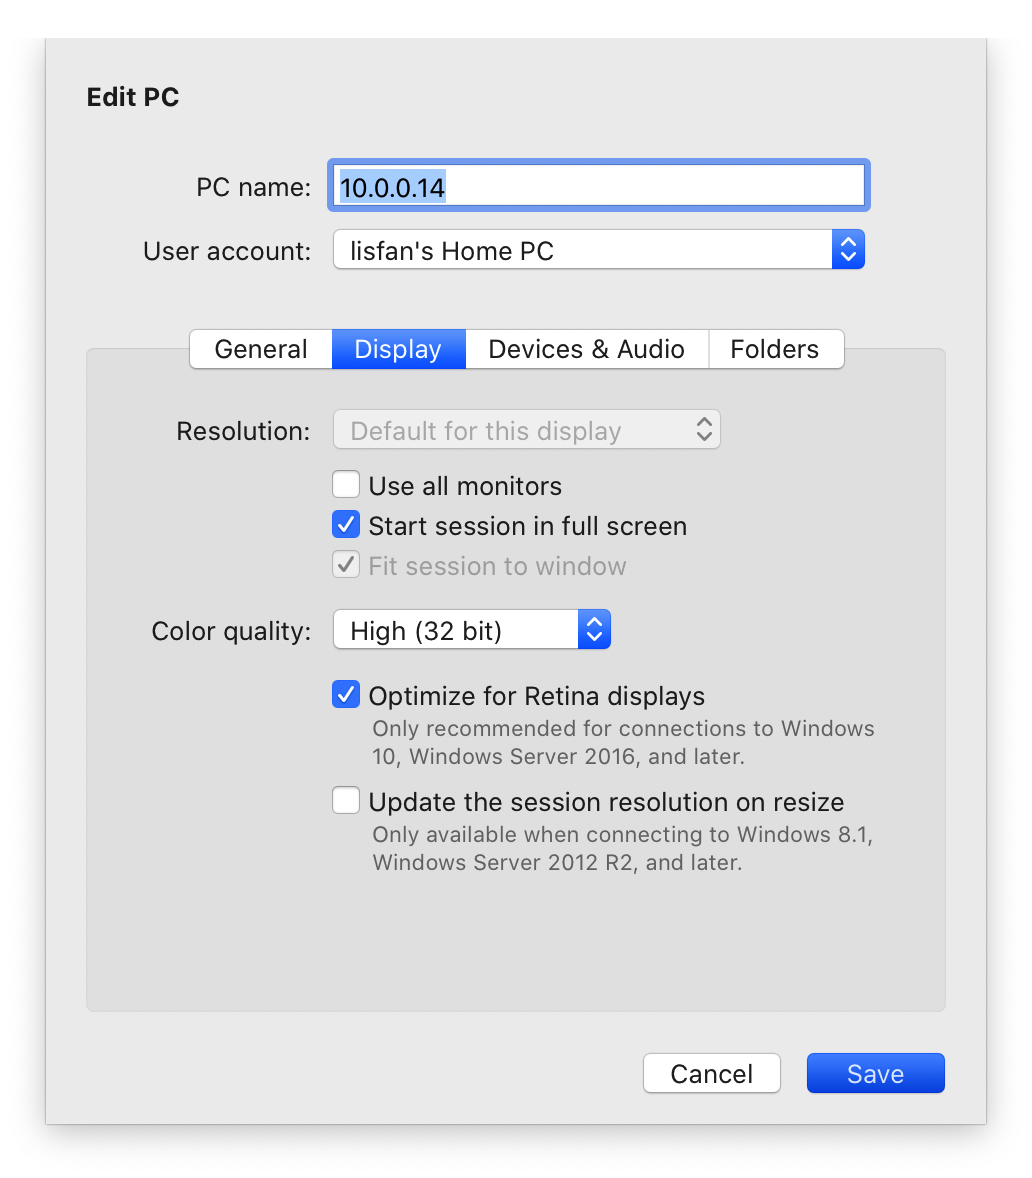 Edit PC
PC name: 10.0.0.14
User account: lisfan's Home PC
General Display Devices & Audio Folders
Resolution: Default for this display
Use all monitors
Start session in full screen
Fit session to window
Color quality: High (32 bit)
Optimize for Retina displays
Only recommended for connections to Windows
10, Windows Server 2016, and later.
Update the session resolution on resize
Only available when connecting to Windows 8.1,
Windows Server 2012 R2, and later.
Cancel Save